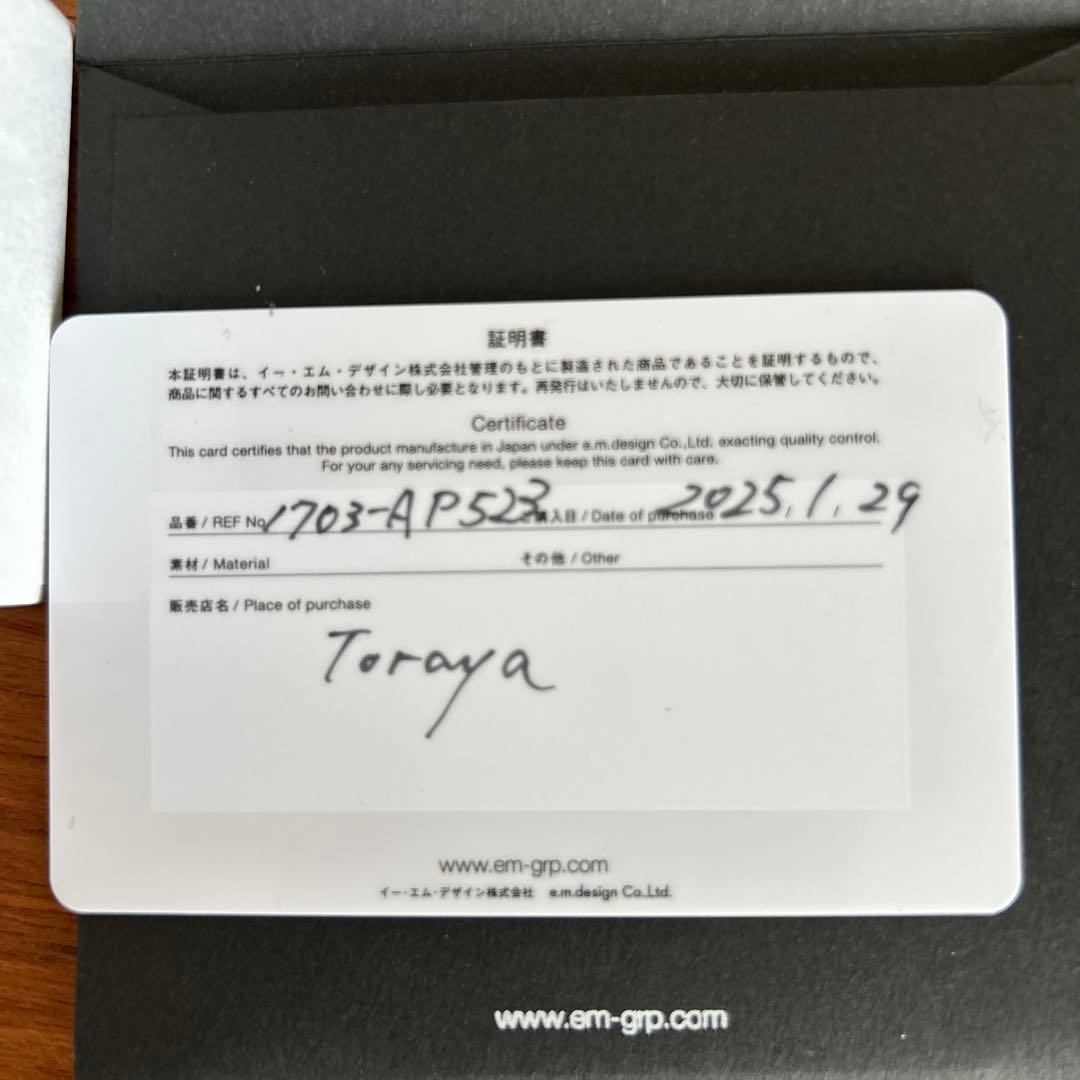 証明書
本証明書は、イー・エム・デザイン株式会社管理のもとに製造された商品であることを証明するもので、
商品に関するすべてのお問い合わせに際し必要となります。再発行はいたしませんので、大切に保管してください。
Certificate
This card certifies that the product manufacture in Japan under e.m.design Co.,Ltd. exacting quality control.
For your any servicing need, please keep this card with care.
品番 / REF No. 1703-AP523 ご購入日 / Date of purchase 2025.1.29
素材 / Material その他 / Other
販売店名 / Place of purchase
Toraya
www.em-grp.com
イー・エム・デザイン株式会社 e.m.design Co.Ltd.
www.em-grp.com